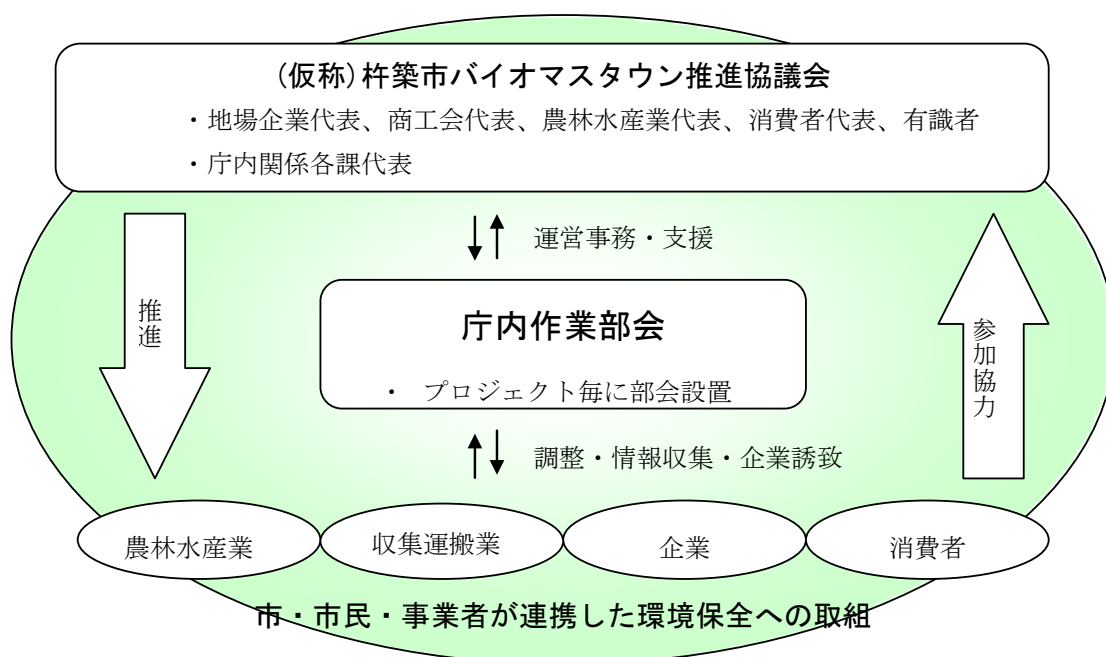 (仮称)杵築市バイオマスタウン推進協議会
・地場企業代表、商工会代表、農林水産業代表、消費者代表、有識者
・庁内関係各課代表
運営事務・支援
推進
庁内作業部会
・ プロジェクト毎に部会設置
参加協力
調整・情報収集・企業誘致
農林水産業
収集運搬業
企業
消費者
市・市民・事業者が連携した環境保全への取組